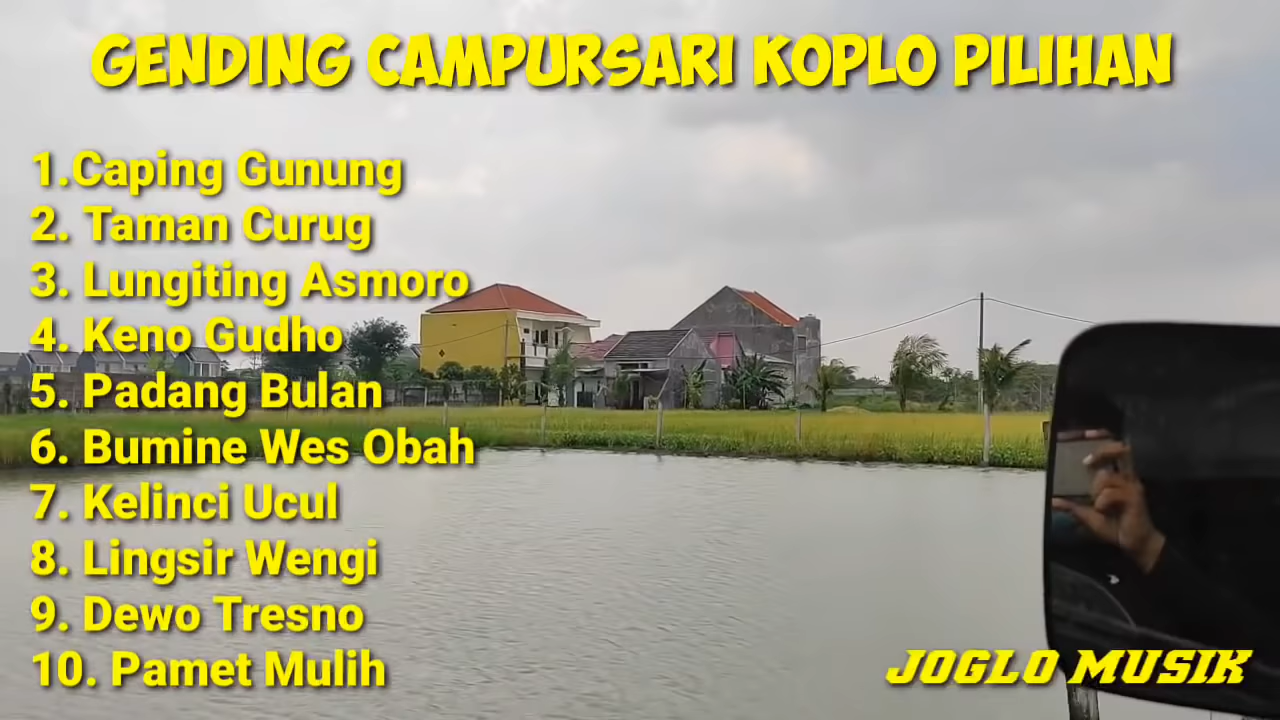 GENDING CAMPURSARI KOPLO PILIHAN
1.Caping Gunung
2. Taman Curug
3. Lungiting Asmoro
4. Keno Gudho
5. Padang Bulan
6. Bumine Wes Obah
7. Kelinci Ucul
8. Lingsir Wengi
9. Dewo Tresno
10. Pamet Mulih
JOGLO MUSIK